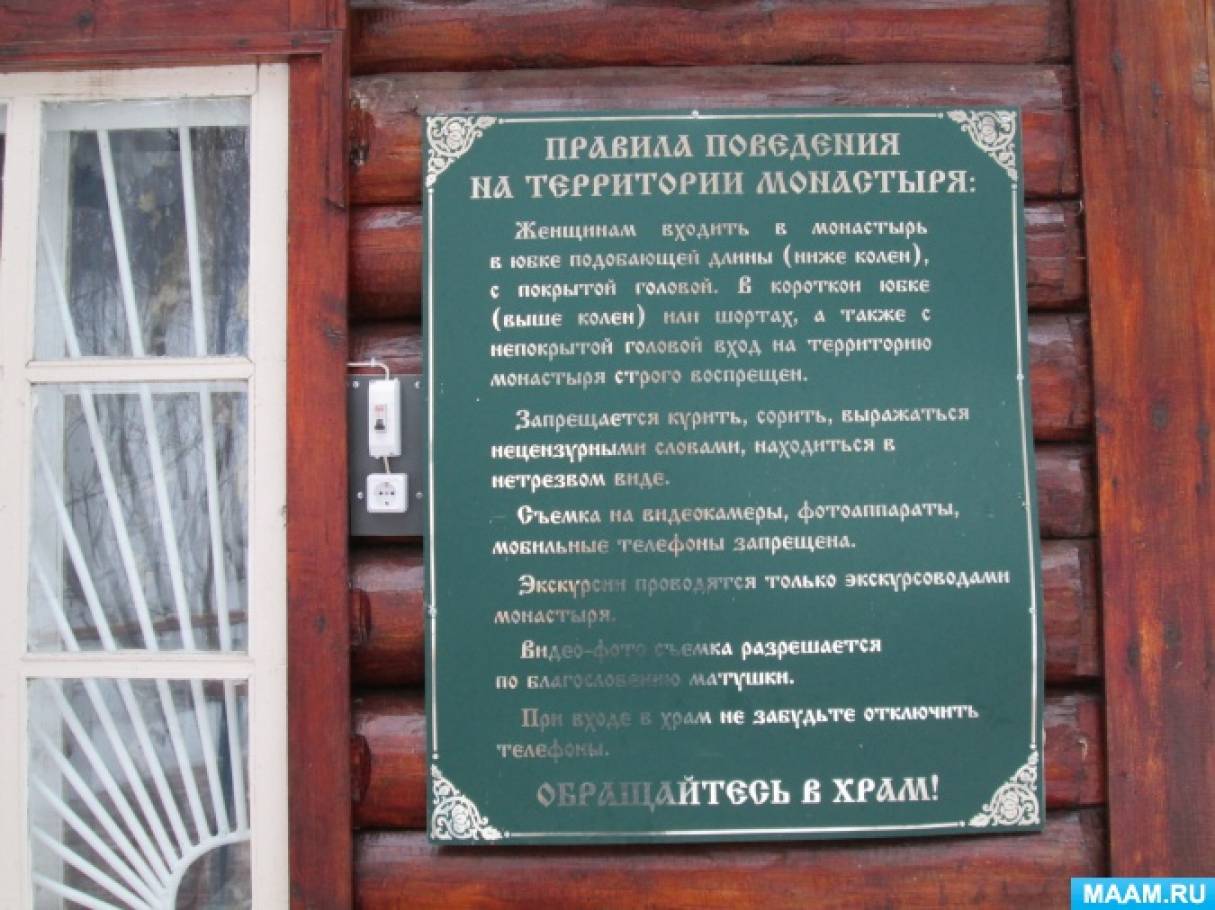 ПРАВИЛА ПОВЕДЕНИЯ
НА ТЕРРИТОРИИ МОНАСТЫРЯ:
Женщинам входить в монастырь
в юбке подобающей длины (ниже колен),
с покрытой головой. В короткой юбке
(выше колен) или шортах, а также с
непокрытой головой вход на территорию
монастыря строго воспрещен.
Запрещается курить, сорить, выражаться
нецензурными словами, находиться в
нетрезвом виде.
Съемка на видеокамеры, фотоаппараты,
мобильные телефоны запрещена.
Экскурсии проводятся только экскурсоводами
монастыря.
Видео-фото съемка разрешается
по благословению матушки.
При входе в храм не забудьте отключить
телефоны.
ОБРАЩАЙТЕСЬ В ХРАМ!
MAAM.RU